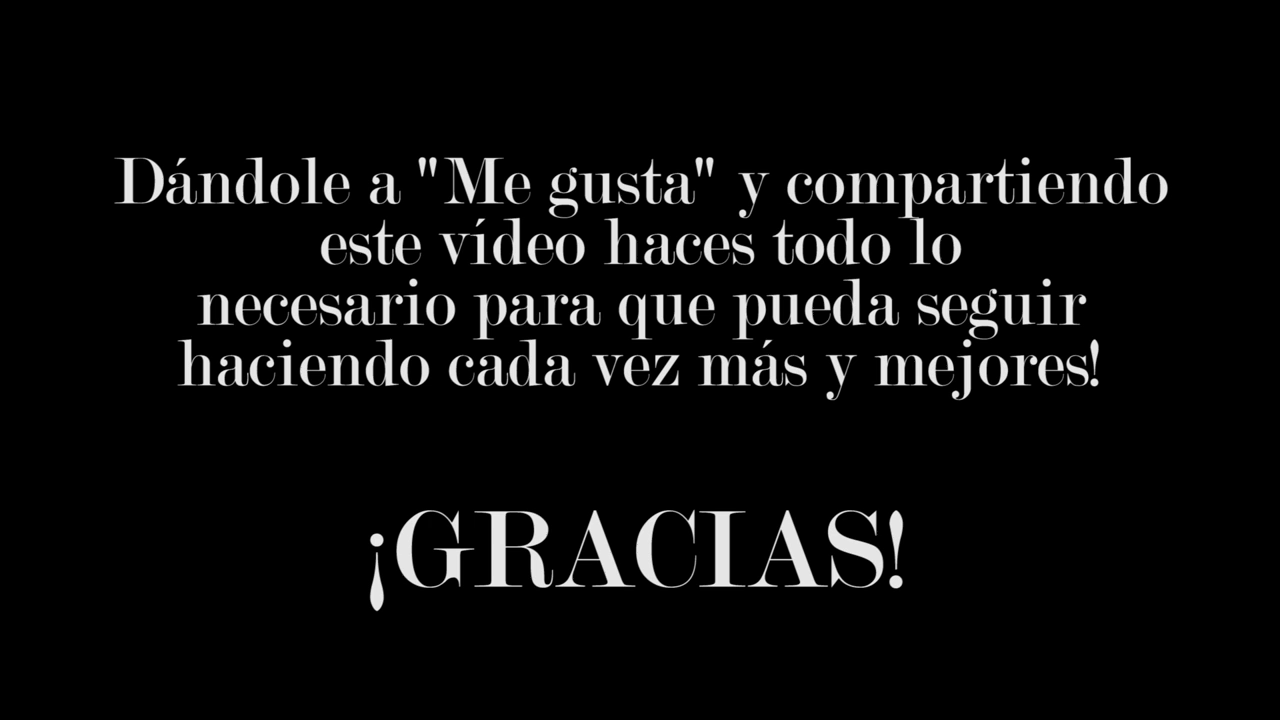 Dándole a "Me gusta" y compartiendo
este vídeo haces todo lo
necesario para que pueda seguir
haciendo cada vez más y mejores!
¡GRACIAS!